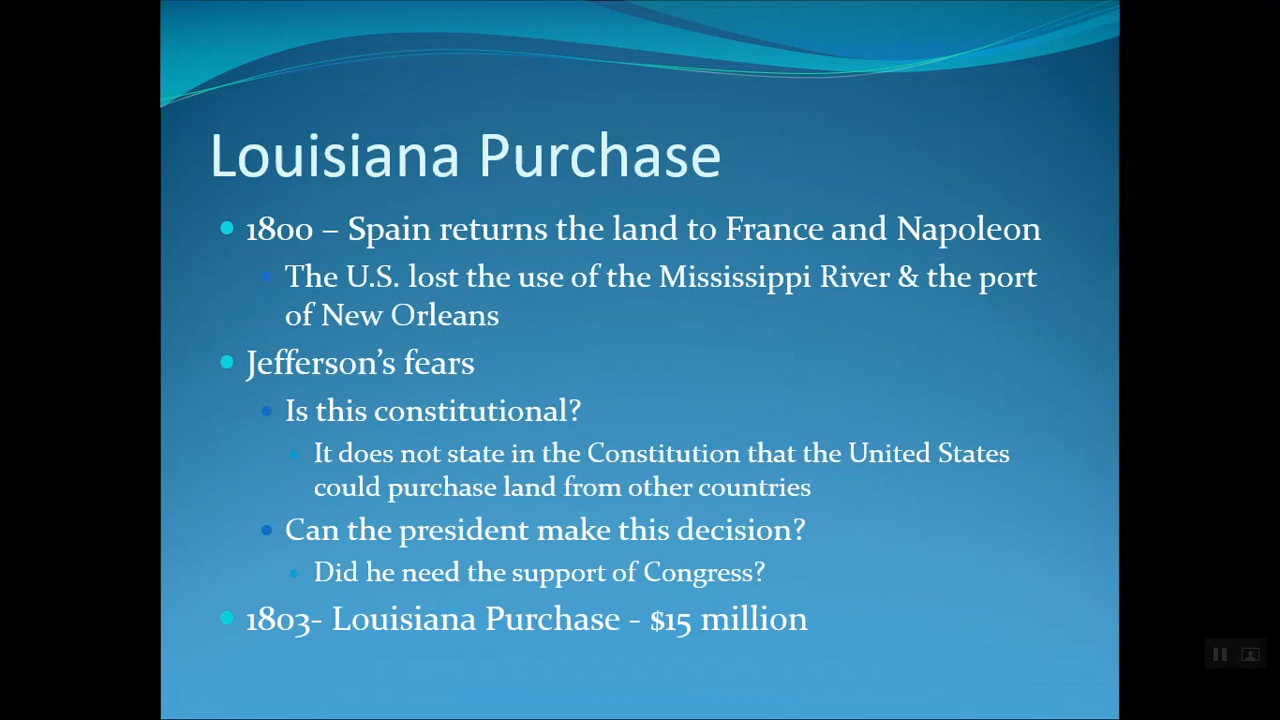 Louisiana Purchase
1800 – Spain returns the land to France and Napoleon
The U.S. lost the use of the Mississippi River & the port
of New Orleans
Jefferson's fears
Is this constitutional?
It does not state in the Constitution that the United States
could purchase land from other countries
Can the president make this decision?
Did he need the support of Congress?
1803- Louisiana Purchase - $15 million